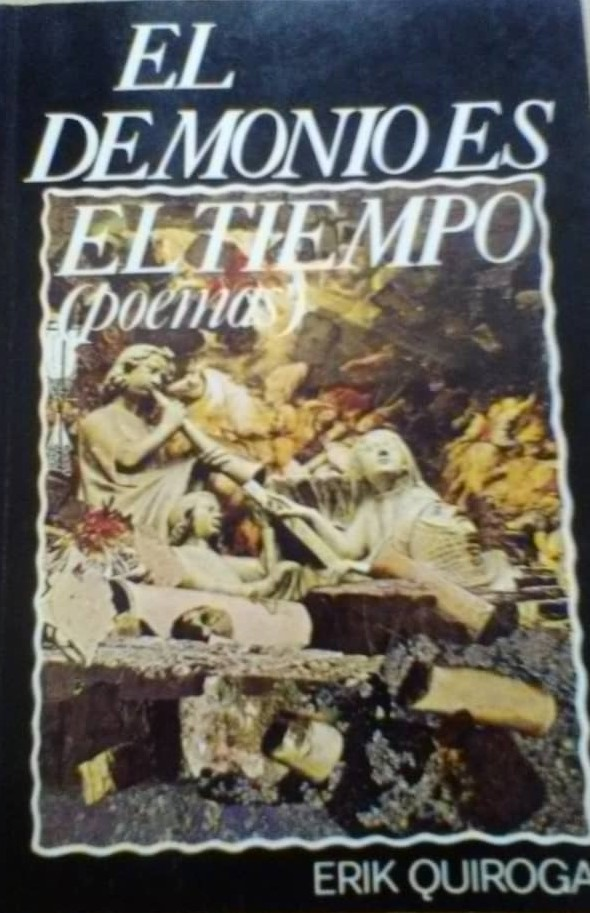 EL
DEMONIO ES
EL TIEMPO
(poemas)
ERIK QUIROGA